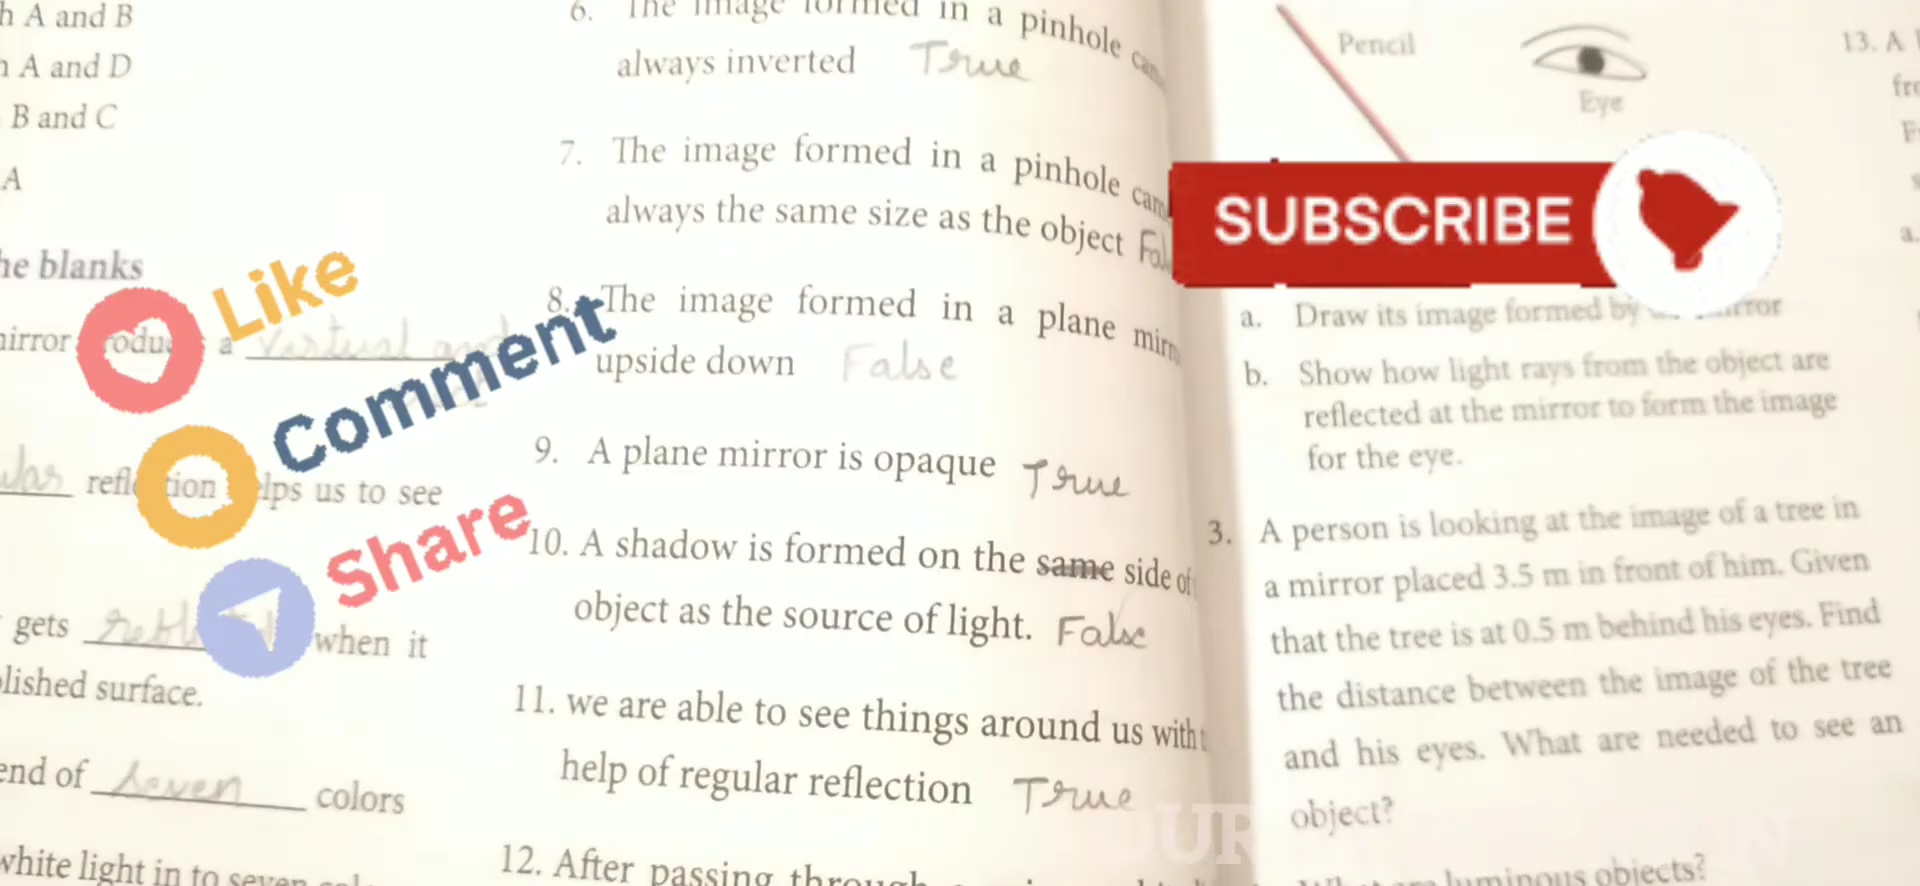 h A and B
A and D
B and C
A
he blanks
mirror produces a virtual and
reflection helps us to see
gets when it
lished surface.
end of seven colors
white light in to seven
Like
Comment
Share
6. The image formed in a pinhole
always inverted True
7. The image formed in a pinhole cam
always the same size as the object Fal
8. The image formed in a plane mirr
upside down False
9. A plane mirror is opaque True
10. A shadow is formed on the same side of
object as the source of light. False
11. we are able to see things around us with
help of regular reflection True
12. After passing through
Pencil
Eye
SUBSCRIBE
a. Draw its image formed by
b. Show how light rays from the object are
reflected at the mirror to form the image
for the eye.
3. A person is looking at the image of a tree in
a mirror placed 3.5 m in front of him. Given
that the tree is at 0.5 m behind his eyes. Find
the distance between the image of the tree
and his eyes. What are needed to see an
object?
luminous objects?
13. A
a.